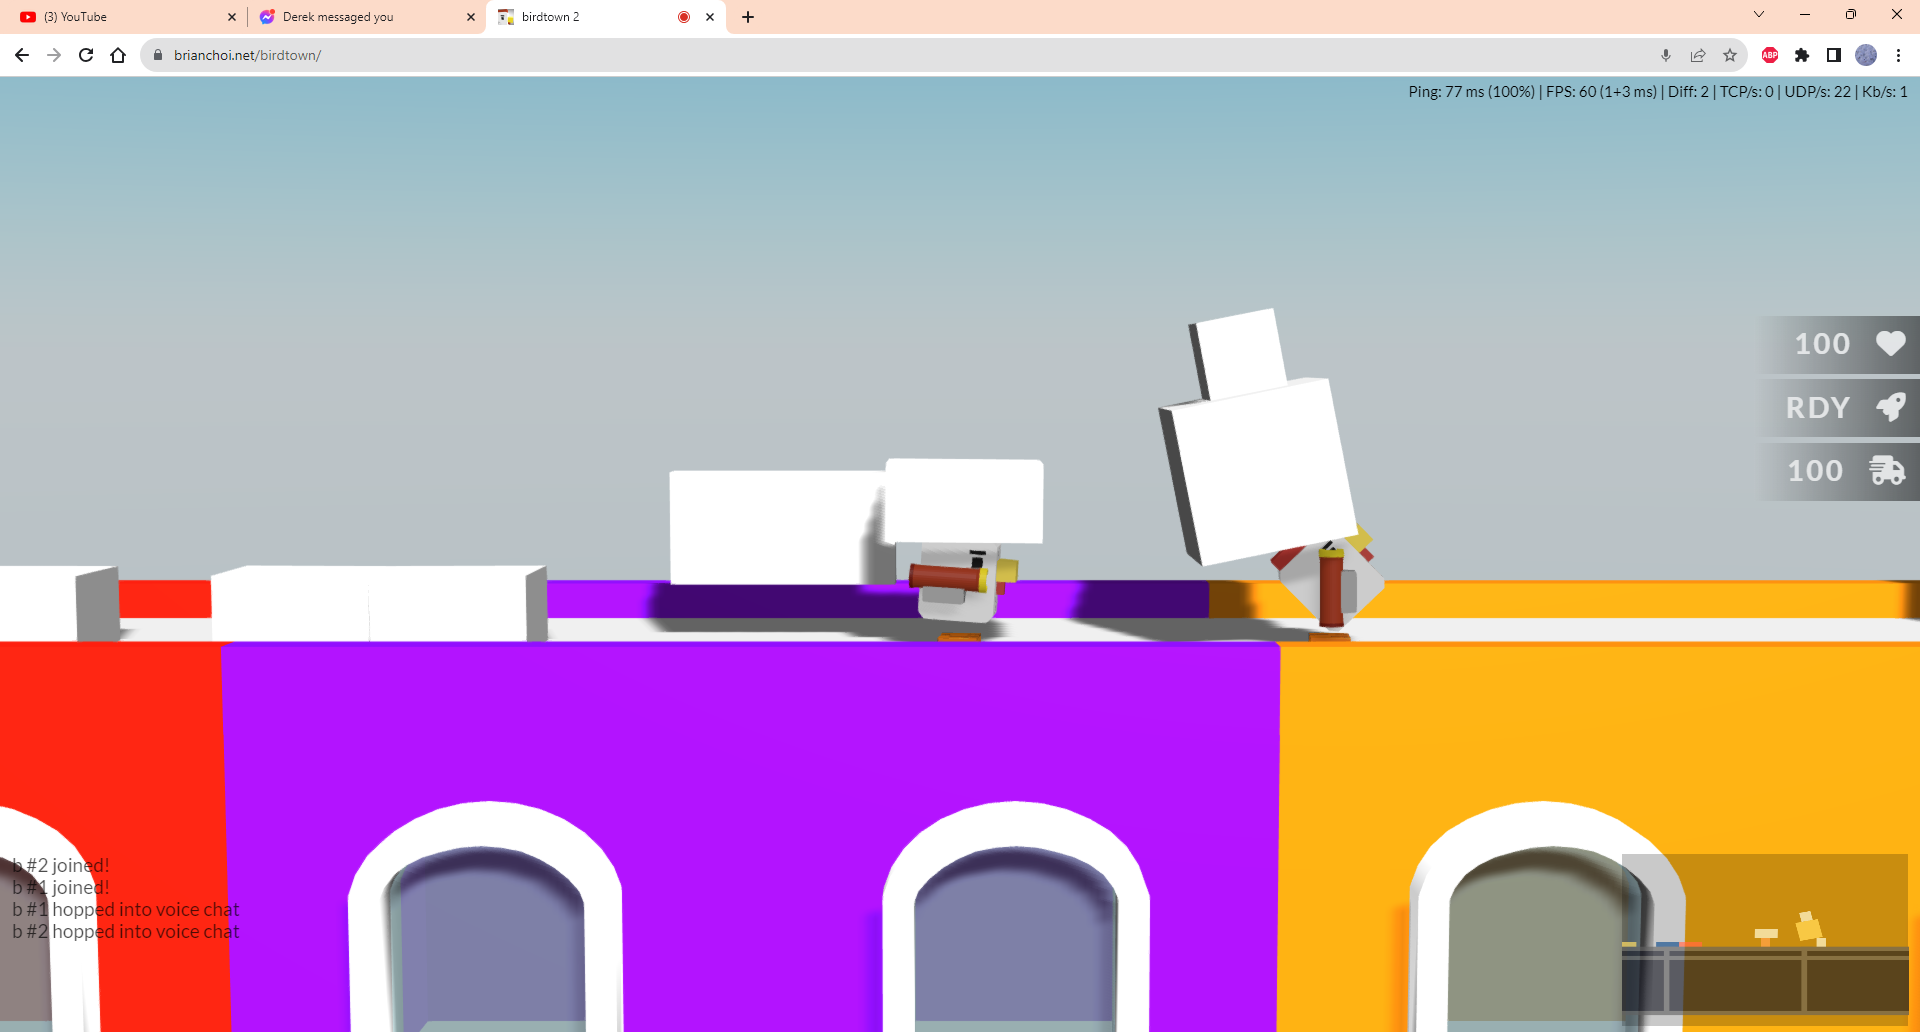 (3) YouTube
Derek messaged you
birdtown 2
brianchoi.net/birdtown/
ABP
Ping: 77 ms (100%) | FPS: 60 (1+3 ms) | Diff: 2 | TCP/s: 0 | UDP/s: 22 | Kb/s: 1
100
RDY
100
b #2 joined!
b #1 joined!
b #1 hopped into voice chat
b #2 hopped into voice chat